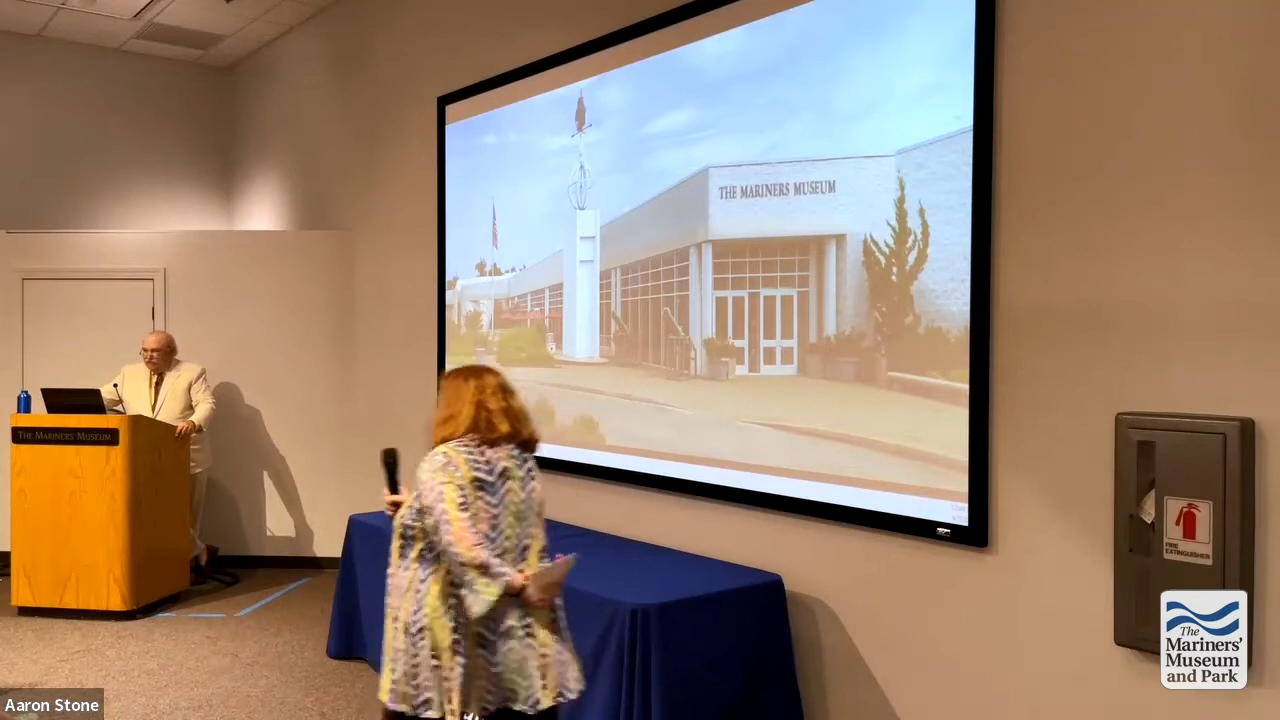 THE MARINERS MUSEUM
THE MARINERS' MUSEUM
FIRE
EXTINGUISHER
The
Mariners'
Museum
and Park
Aaron Stone